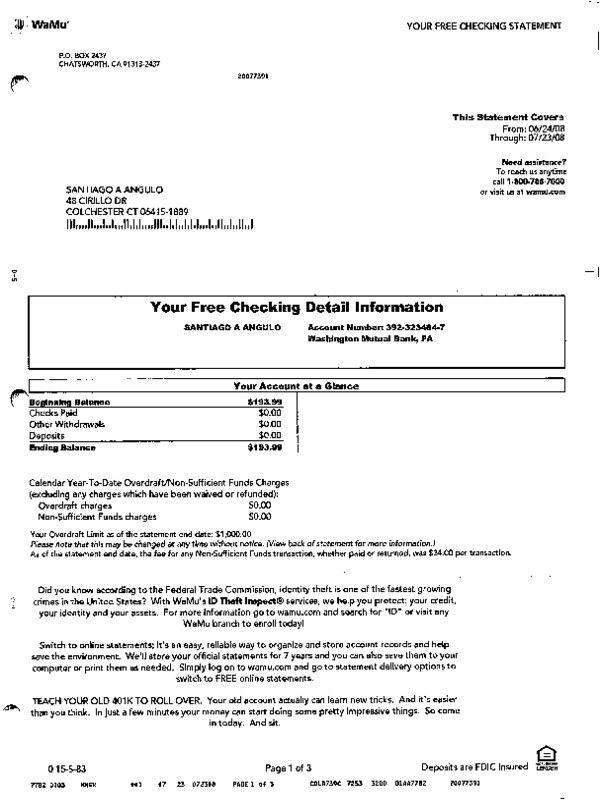 WaMu
YOUR FREE CHECKING STATEMENT
P.O. BOX 2437
CHATSWORTH, CA 91313-2437
20077391
This Statement Covers
From: 06/24/08
Through: 07/23/08
Need assistance?
To reach us anytime
call 1-800-788-7000
or visit us at wamu.com
SANTIAGO A ANGULO
48 CIRILLO DR
COLCHESTER CT 06415-1889
Your Free Checking Detail Information
SANTIAGO A ANGULO Account Number: 392-323484-7
Washington Mutual Bank, FA
Your Account at a Glance
Beginning Balance $193.99
Checks Paid $0.00
Other Withdrawals $0.00
Deposits $0.00
Ending Balance $193.99
Calendar Year-To-Date Overdraft/Non-Sufficient Funds Charges
(excluding any charges which have been waived or refunded):
Overdraft charges $0.00
Non-Sufficient Funds charges $0.00
Your Overdraft Limit as of the statement end date: $1,000.00
Please note that this may be changed at any time without notice. (View back of statement for more information.)
As of the statement end date, the fee for any Non-Sufficient Funds transaction, whether paid or returned, was $34.00 per transaction.
Did you know according to the Federal Trade Commission, identity theft is one of the fastest growing
crimes in the United States? With WaMu's ID Theft Inspect® services, we help you protect: your credit,
your identity and your assets. For more information go to wamu.com and search for "ID" or visit any
WaMu branch to enroll today!
Switch to online statements; It's an easy, reliable way to organize and store account records and help
save the environment. We'll store your official statements for 7 years and you can also save them to your
computer or print them as needed. Simply log on to wamu.com and go to statement delivery options to
switch to FREE online statements.
TEACH YOUR OLD 401K TO ROLL OVER. Your old account actually can learn new tricks. And it's easier
than you think. In just a few minutes your money can start doing some pretty impressive things. So come
in today. And sit.
0 15-5-83 Page 1 of 3 Deposits are FDIC Insured
47 23 072308 PAGE 1 of 3 7253 3200 20077391